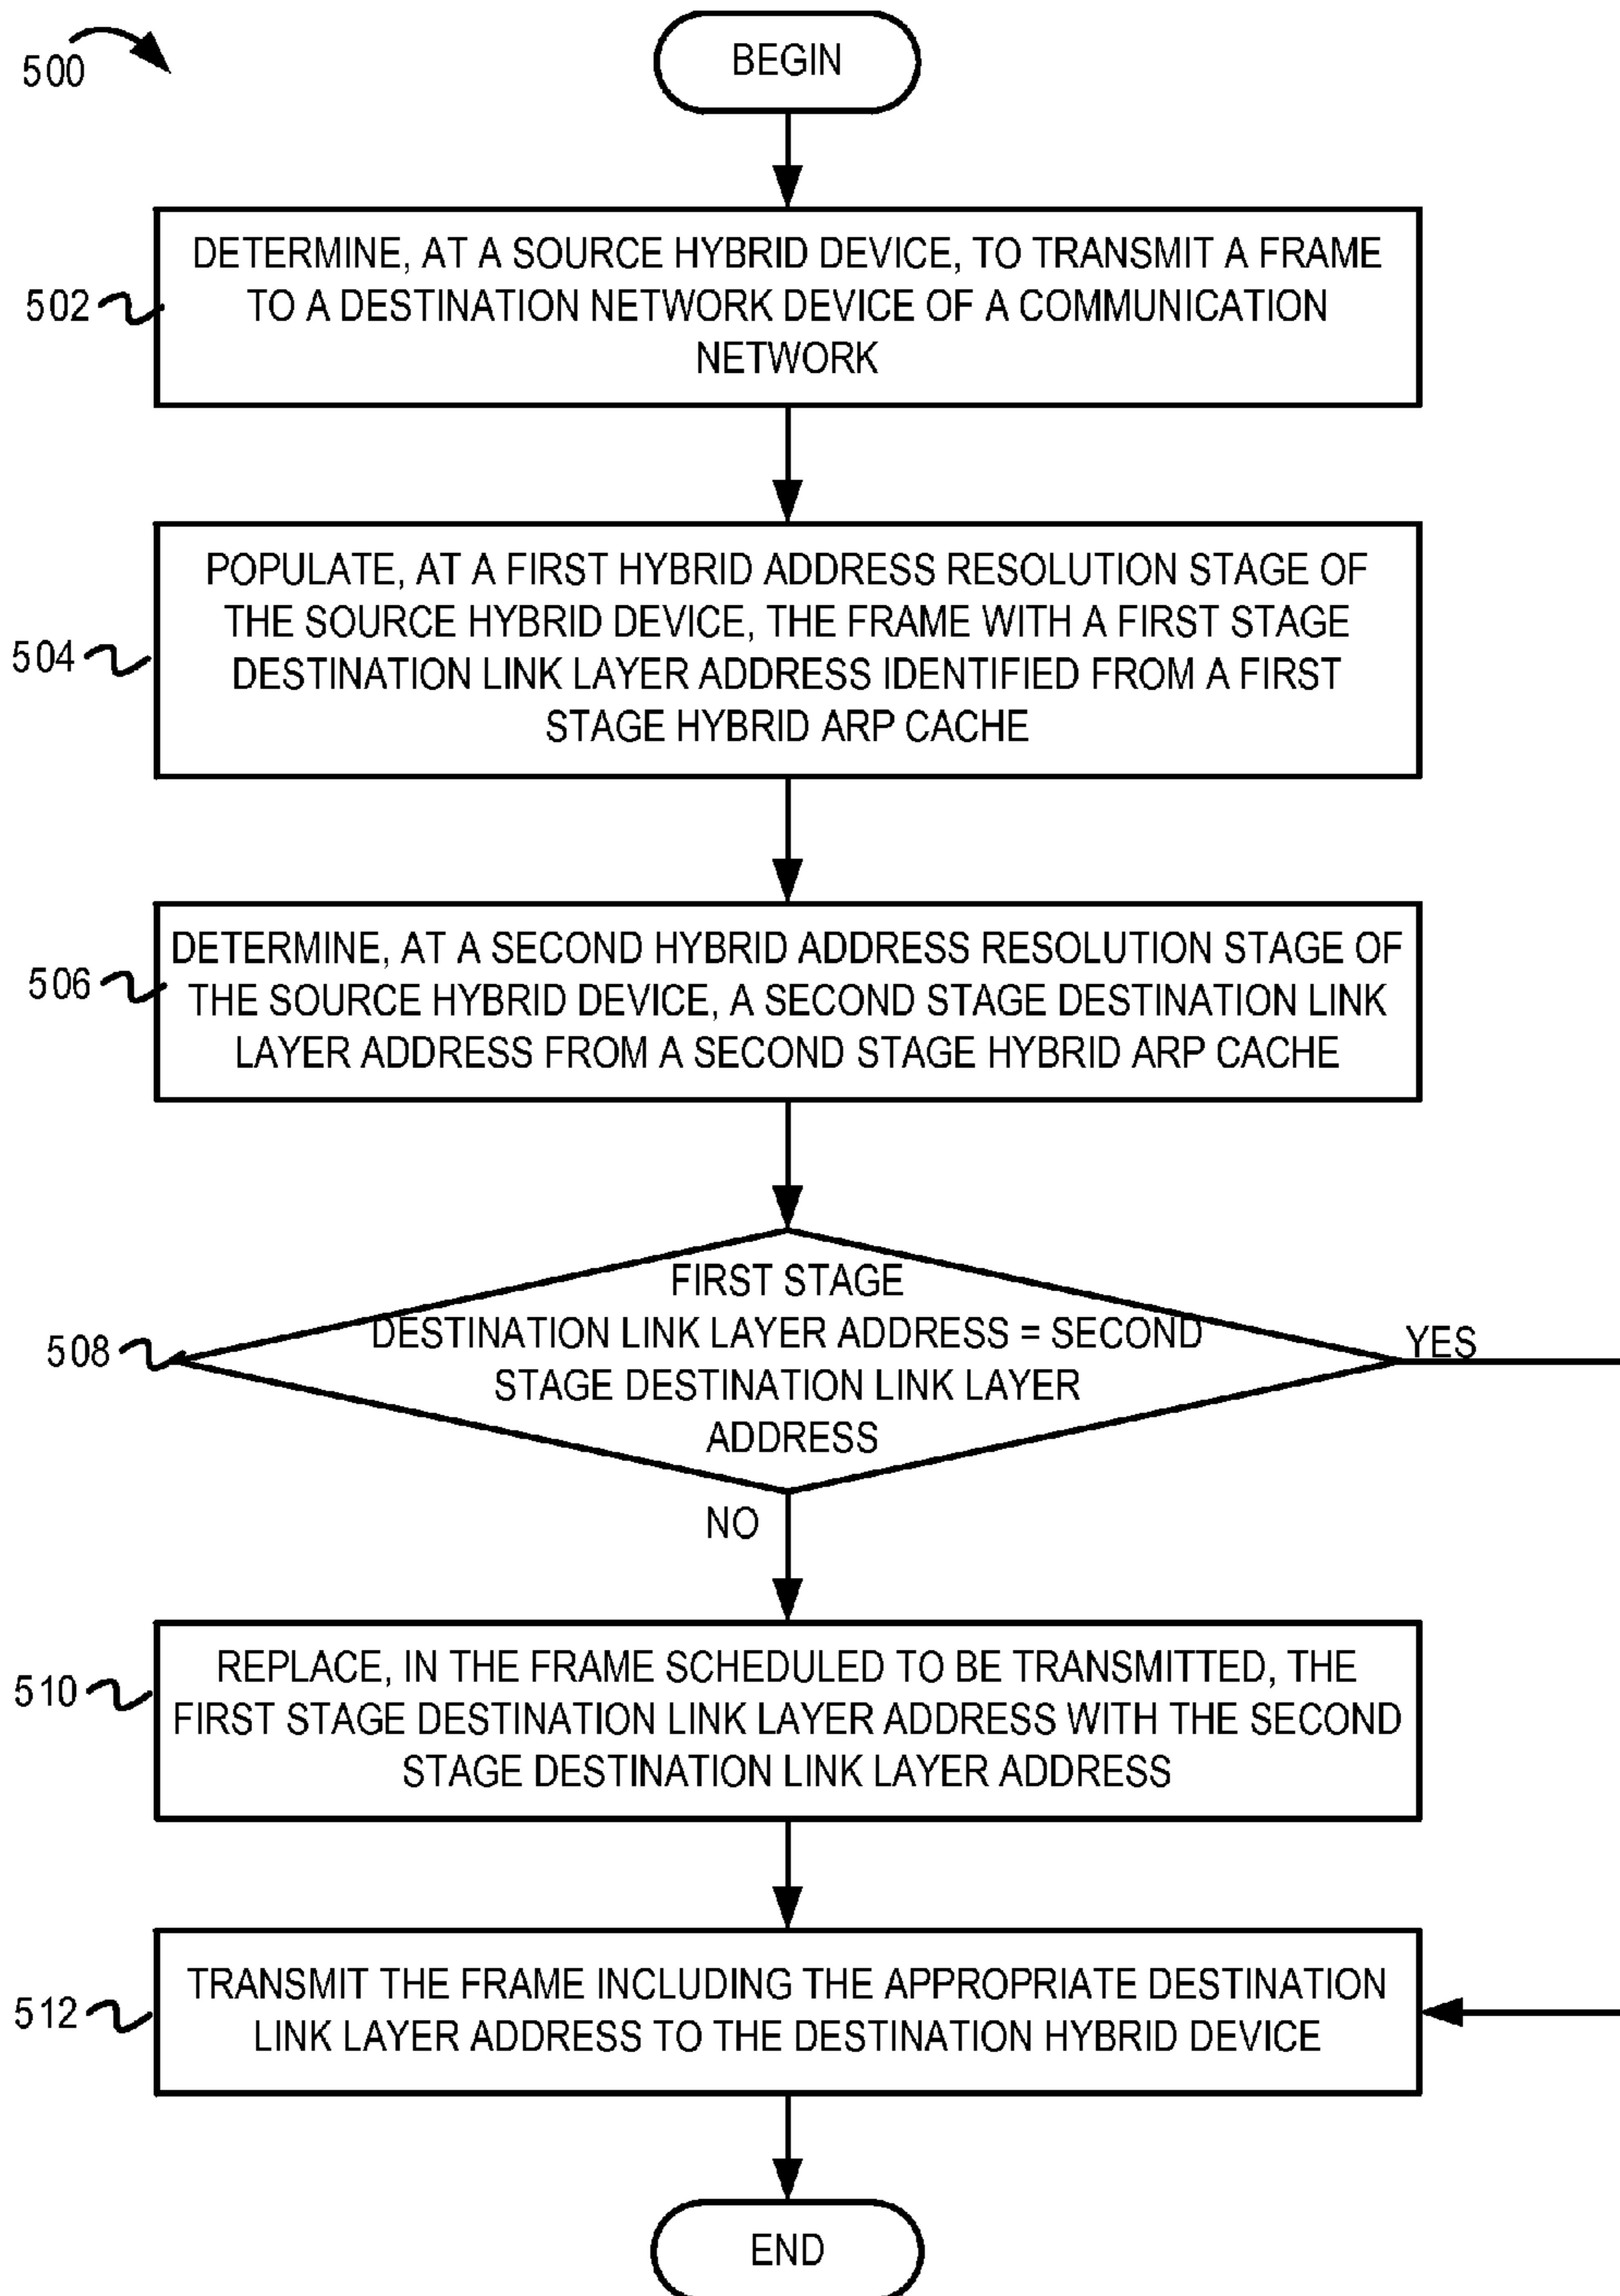 500
BEGIN
502
DETERMINE, AT A SOURCE HYBRID DEVICE, TO TRANSMIT A FRAME
TO A DESTINATION NETWORK DEVICE OF A COMMUNICATION
NETWORK
504
POPULATE, AT A FIRST HYBRID ADDRESS RESOLUTION STAGE OF
THE SOURCE HYBRID DEVICE, THE FRAME WITH A FIRST STAGE
DESTINATION LINK LAYER ADDRESS IDENTIFIED FROM A FIRST
STAGE HYBRID ARP CACHE
506
DETERMINE, AT A SECOND HYBRID ADDRESS RESOLUTION STAGE OF
THE SOURCE HYBRID DEVICE, A SECOND STAGE DESTINATION LINK
LAYER ADDRESS FROM A SECOND STAGE HYBRID ARP CACHE
508
FIRST STAGE
DESTINATION LINK LAYER ADDRESS = SECOND
STAGE DESTINATION LINK LAYER
ADDRESS
YES
NO
510
REPLACE, IN THE FRAME SCHEDULED TO BE TRANSMITTED, THE
FIRST STAGE DESTINATION LINK LAYER ADDRESS WITH THE SECOND
STAGE DESTINATION LINK LAYER ADDRESS
512
TRANSMIT THE FRAME INCLUDING THE APPROPRIATE DESTINATION
LINK LAYER ADDRESS TO THE DESTINATION HYBRID DEVICE
END